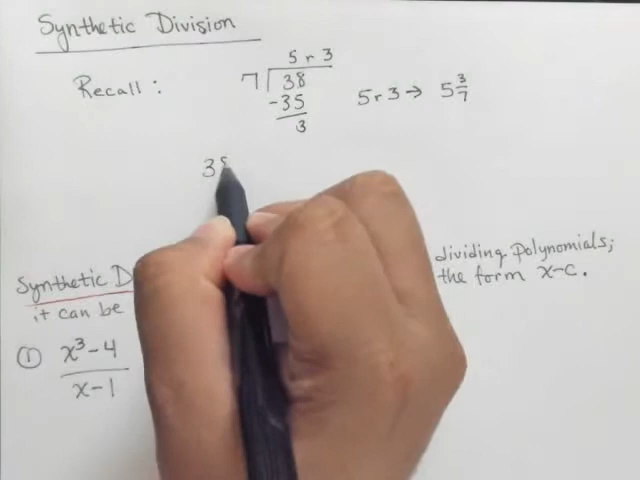 Synthetic Division
Recall:
5 r 3
7 38
-35
3
5 r 3 → 5 3/7
3
Synthetic D
dividing polynomials;
it can be
the form x-c.
① x³-4
x-1